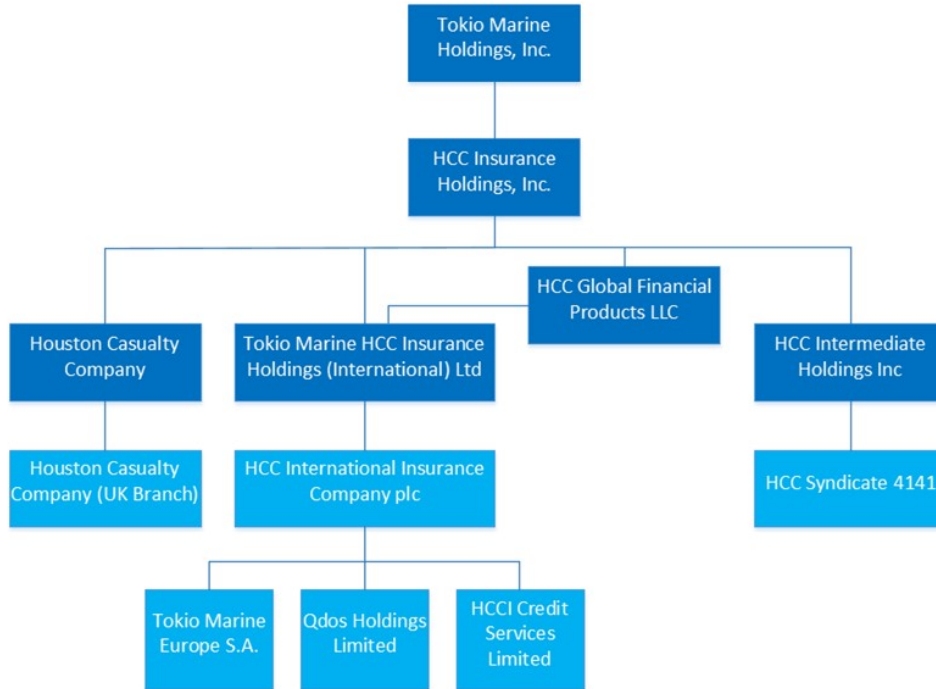 Tokio Marine
Holdings, Inc.
HCC Insurance
Holdings, Inc.
HCC Global Financial
Products LLC
Houston Casualty
Company
Tokio Marine HCC Insurance
Holdings (International) Ltd
HCC Intermediate
Holdings Inc
Houston Casualty
Company (UK Branch)
HCC International Insurance
Company plc
HCC Syndicate 4141
Tokio Marine
Europe S.A.
Qdos Holdings
Limited
HCCI Credit
Services
Limited